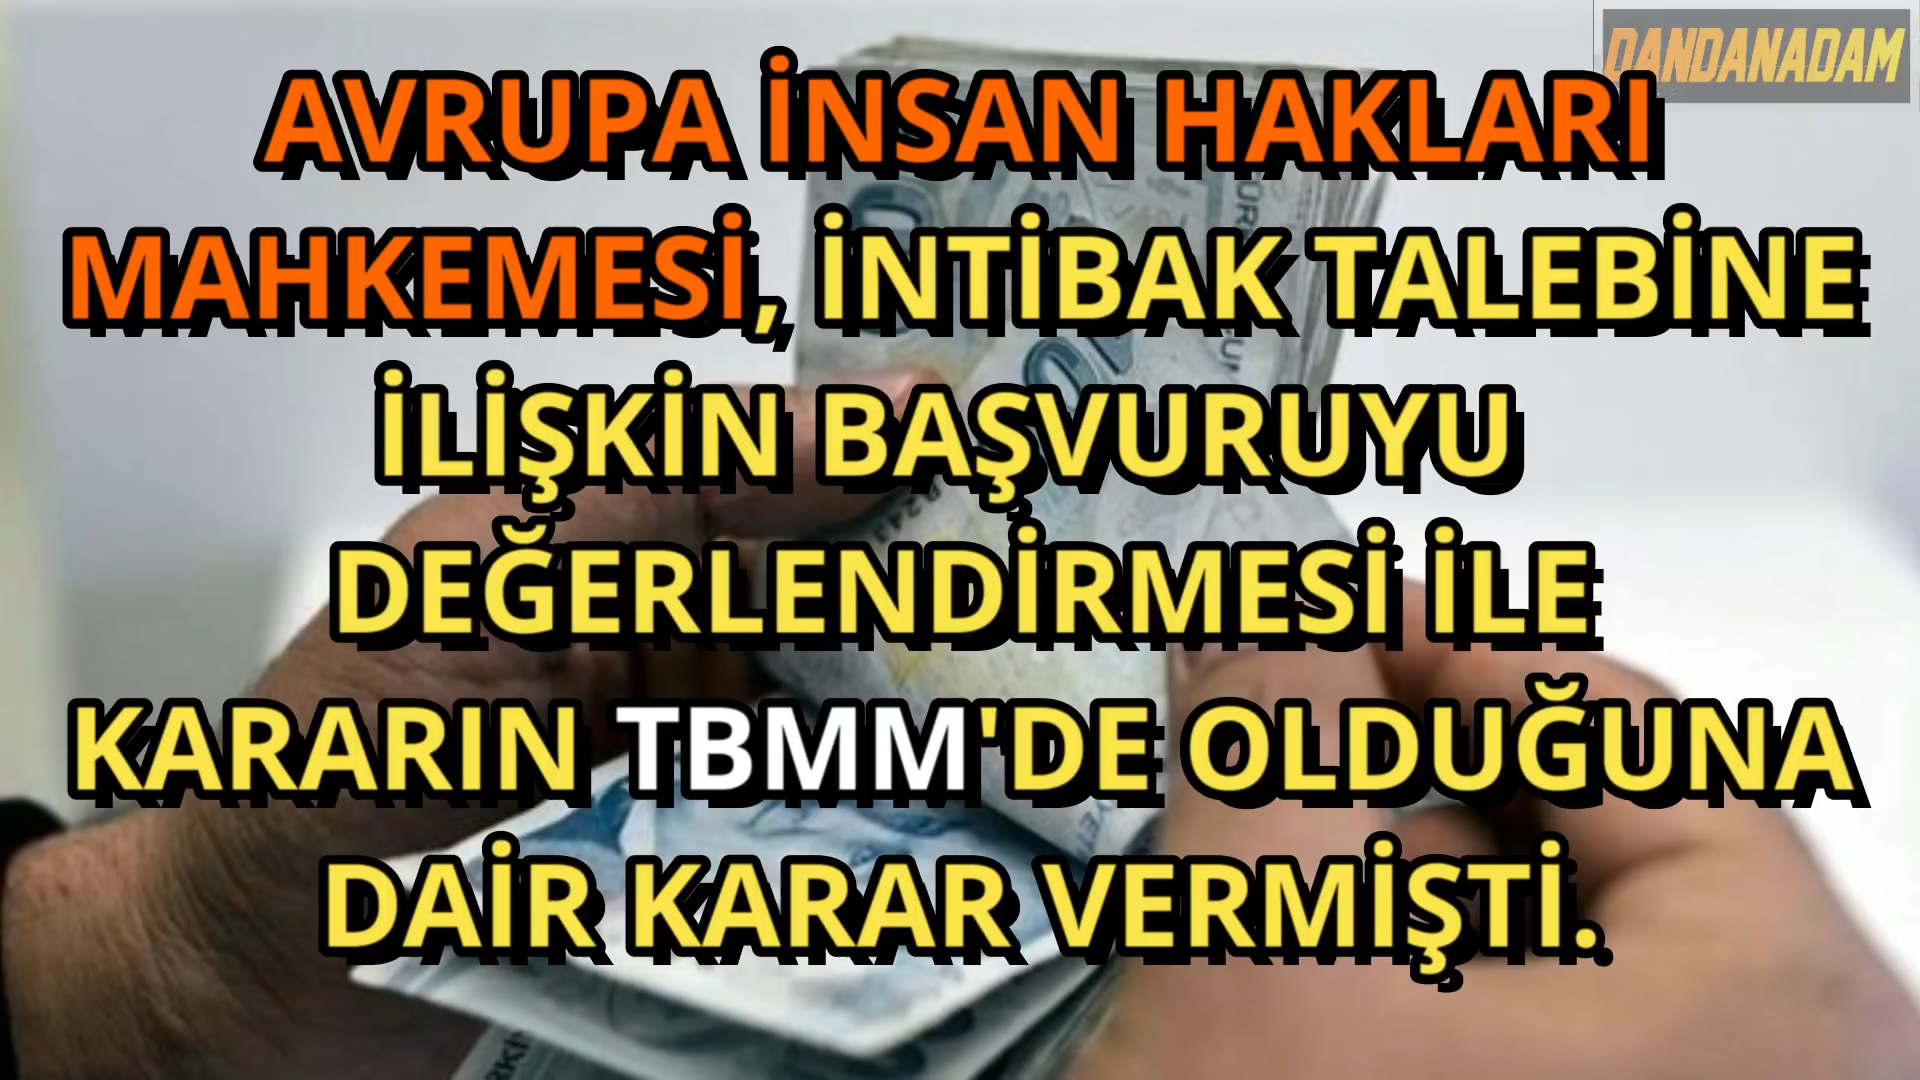 DANDANADAM
AVRUPA İNSAN HAKLARI
MAHKEMESİ, İNTİBAK TALEBİNE
İLİŞKİN BAŞVURUYU
DEĞERLENDİRMESİ İLE
KARARIN TBMM'DE OLDUĞUNA
DAİR KARAR VERMİŞTİ.